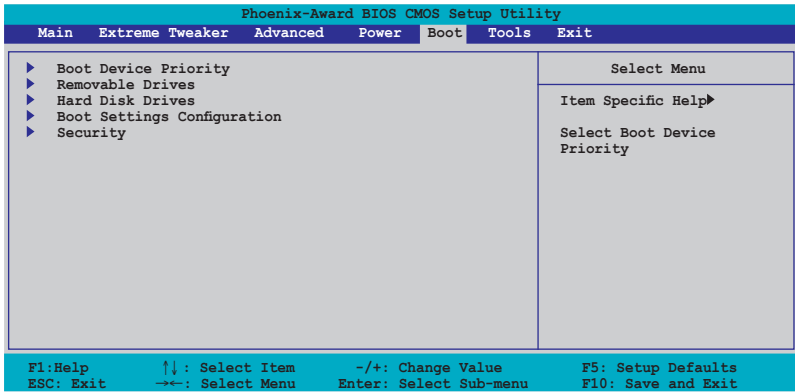 Phoenix-Award BIOS CMOS Setup Utility
Main Extreme Tweaker Advanced Power Boot Tools Exit
Boot Device Priority
Removable Drives
Hard Disk Drives
Boot Settings Configuration
Security
Select Menu
Item Specific Help
Select Boot Device
Priority
F1:Help ↑↓ : Select Item -/+: Change Value F5: Setup Defaults
ESC: Exit →←: Select Menu Enter: Select Sub-menu F10: Save and Exit